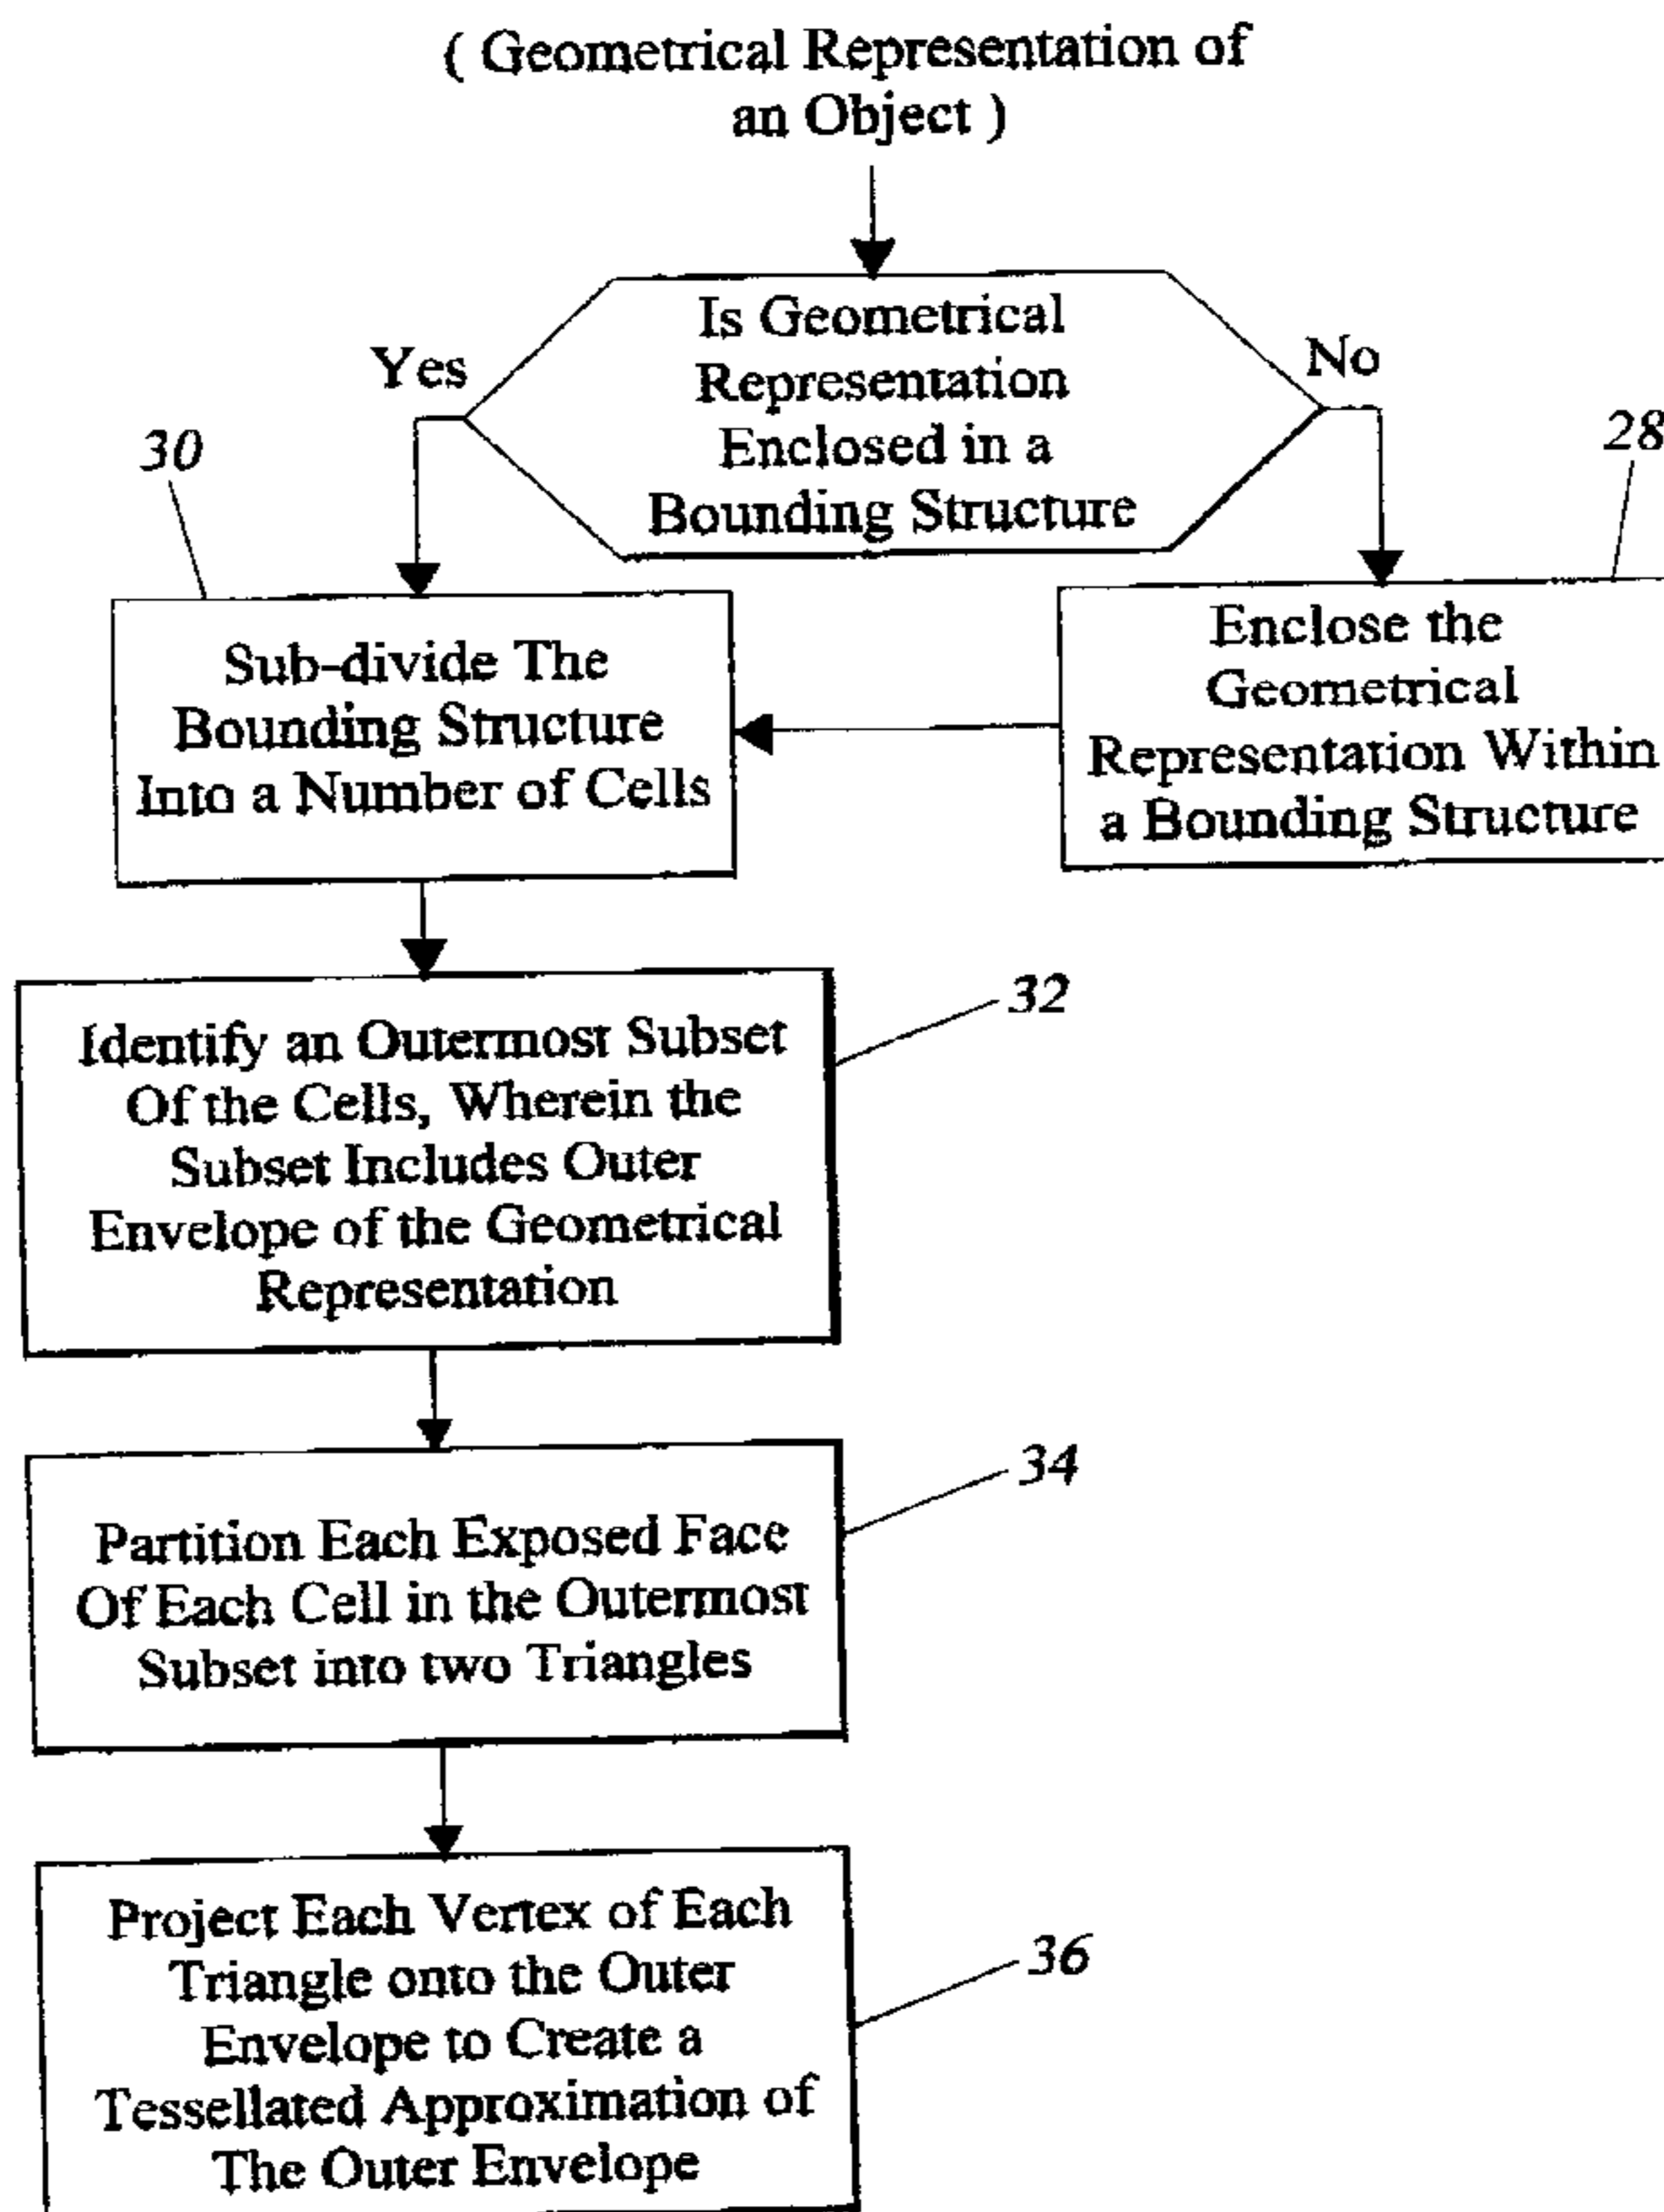 ( Geometrical Representation of
an Object )
Is Geometrical
Representation
Enclosed in a
Bounding Structure
Yes
No
30
28
Sub-divide The
Bounding Structure
Into a Number of Cells
Enclose the
Geometrical
Representation Within
a Bounding Structure
32
Identify an Outermost Subset
Of the Cells, Wherein the
Subset Includes Outer
Envelope of the Geometrical
Representation
34
Partition Each Exposed Face
Of Each Cell in the Outermost
Subset into two Triangles
36
Project Each Vertex of Each
Triangle onto the Outer
Envelope to Create a
Tessellated Approximation of
The Outer Envelope